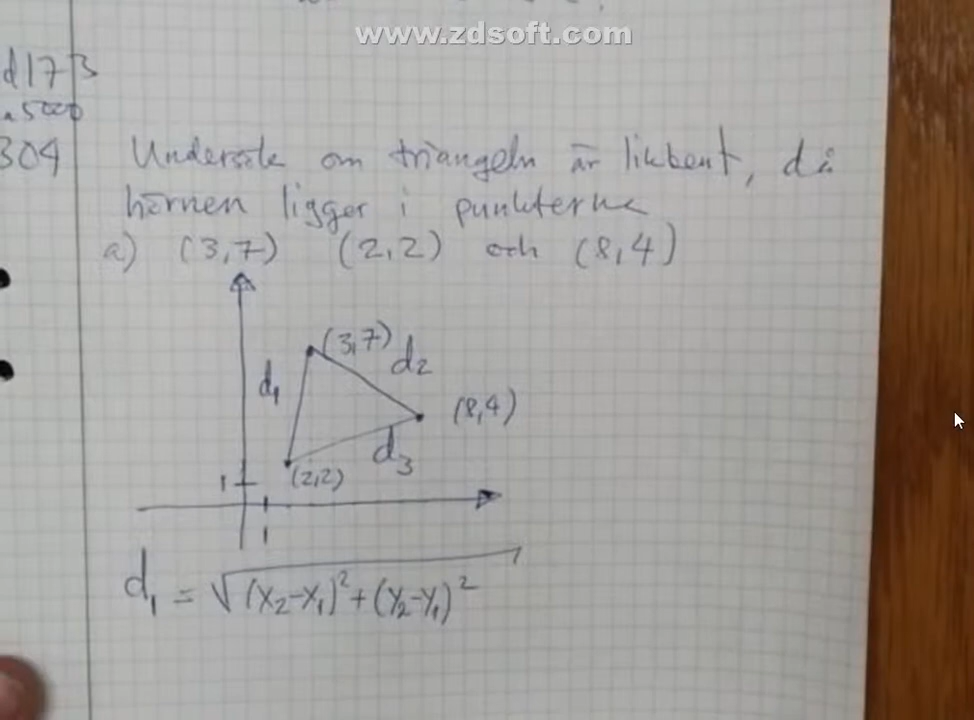 www.zdsoft.com
d173
5000
304 Undersök om triangeln är likbent, då
hörnen ligger i punkterna
a) (3,7) (2,2) och (8,4)
(3,7) d₂
d₁
(8,4)
d₃
1 (2,2)
1
d₁ = √(x₂-x₁)² + (y₂-y₁)²